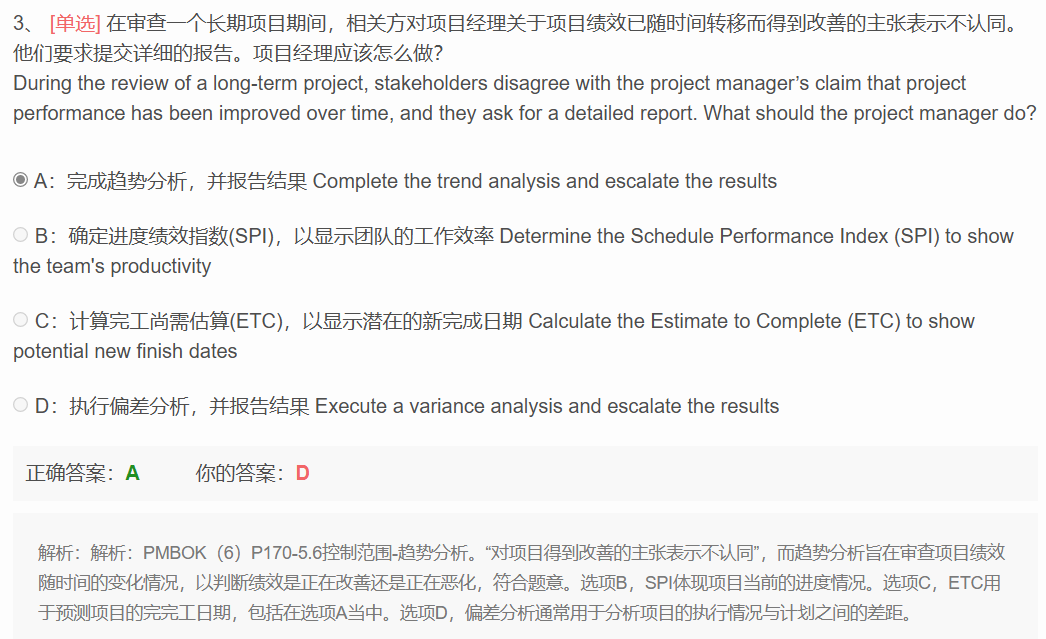 3、 [单选] 在审查一个长期项目期间，相关方对项目经理关于项目绩效已随时间转移而得到改善的主张表示不认同。
他们要求提交详细的报告。项目经理应该怎么做？
During the review of a long-term project, stakeholders disagree with the project manager’s claim that project
performance has been improved over time, and they ask for a detailed report. What should the project manager do?
A：完成趋势分析，并报告结果 Complete the trend analysis and escalate the results
B：确定进度绩效指数(SPI)，以显示团队的工作效率 Determine the Schedule Performance Index (SPI) to show
the team's productivity
C：计算完工尚需估算(ETC)，以显示潜在的新完成日期 Calculate the Estimate to Complete (ETC) to show
potential new finish dates
D：执行偏差分析，并报告结果 Execute a variance analysis and escalate the results
正确答案：A 你的答案：D
解析：解析：PMBOK（6）P170-5.6控制范围-趋势分析。“对项目得到改善的主张表示不认同”，而趋势分析旨在审查项目绩效
随时间的变化情况，以判断绩效是正在改善还是正在恶化，符合题意。选项B，SPI体现项目当前的进度情况。选项C，ETC用
于预测项目的完完工日期，包括在选项A当中。选项D，偏差分析通常用于分析项目的执行情况与计划之间的差距。